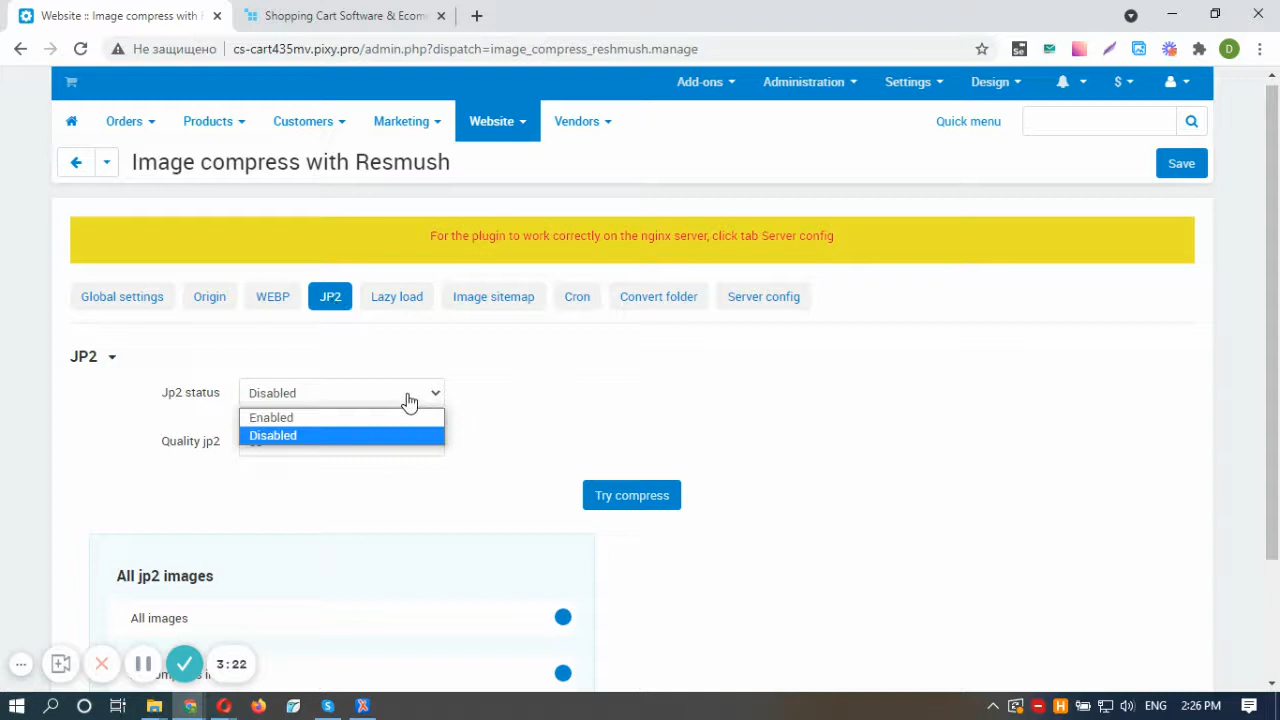 Website :: Image compress with
Shopping Cart Software & Ecom
Не защищено
cs-cart435mv.pixy.pro/admin.php?dispatch=image_compress_reshmush.manage
Se
D
Add-ons
Administration
Settings
Design
$
Orders
Products
Customers
Marketing
Website
Vendors
Quick menu
Image compress with Resmush
Save
For the plugin to work correctly on the nginx server, click tab Server config
Global settings
Origin
WEBP
JP2
Lazy load
Image sitemap
Cron
Convert folder
Server config
JP2
Jp2 status
Disabled
Enabled
Disabled
Quality jp2
Try compress
All jp2 images
All images
3:22
ENG
2:26 PM